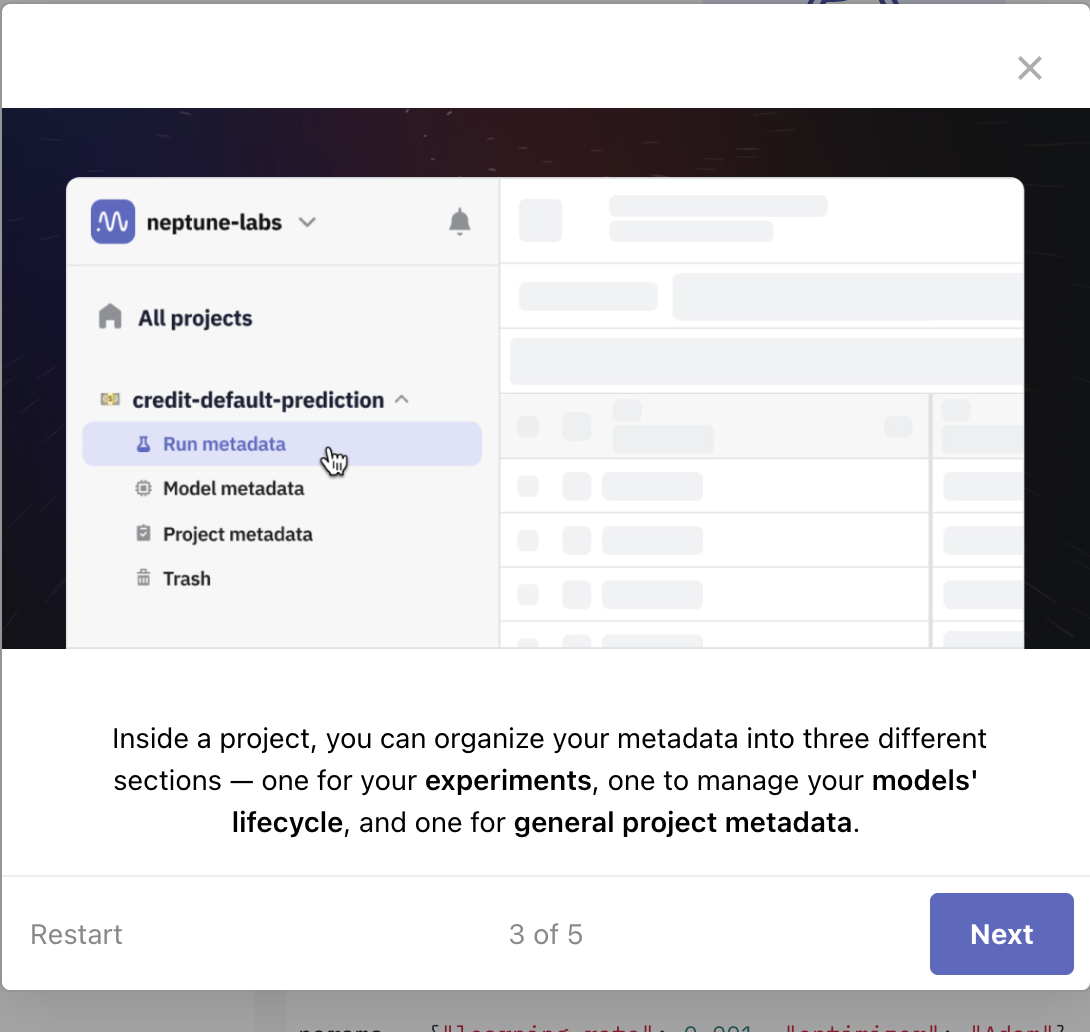 neptune-labs
All projects
credit-default-prediction
Run metadata
Model metadata
Project metadata
Trash
Inside a project, you can organize your metadata into three different
sections — one for your experiments, one to manage your models'
lifecycle, and one for general project metadata.
Restart
3 of 5
Next